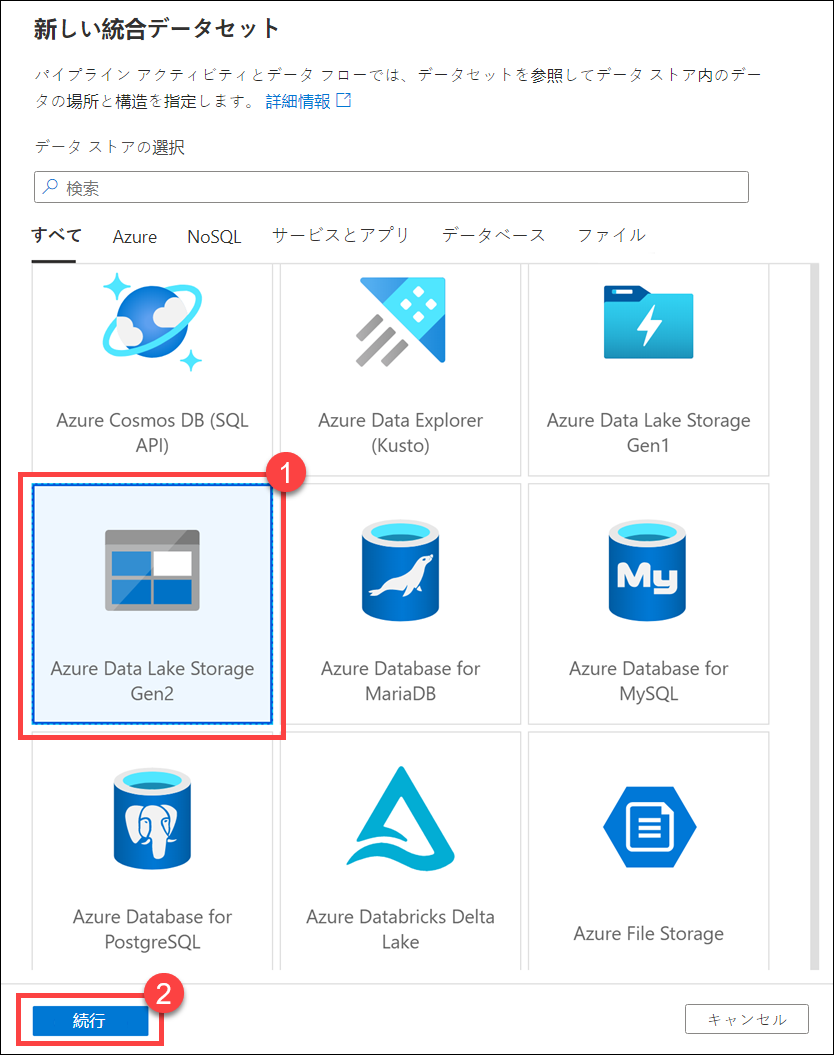 新しい統合データセット
パイプライン アクティビティとデータ フローでは、データセットを参照してデータ ストア内のデー
タの場所と構造を指定します。 詳細情報
データ ストアの選択
検索
すべて Azure NoSQL サービスとアプリ データベース ファイル
Azure Cosmos DB (SQL
API)
Azure Data Explorer
(Kusto)
Azure Data Lake Storage
Gen1
1
Azure Data Lake Storage
Gen2
Azure Database for
MariaDB
My
Azure Database for
MySQL
Azure Database for
PostgreSQL
Azure Databricks Delta
Lake
Azure File Storage
2
続行
キャンセル